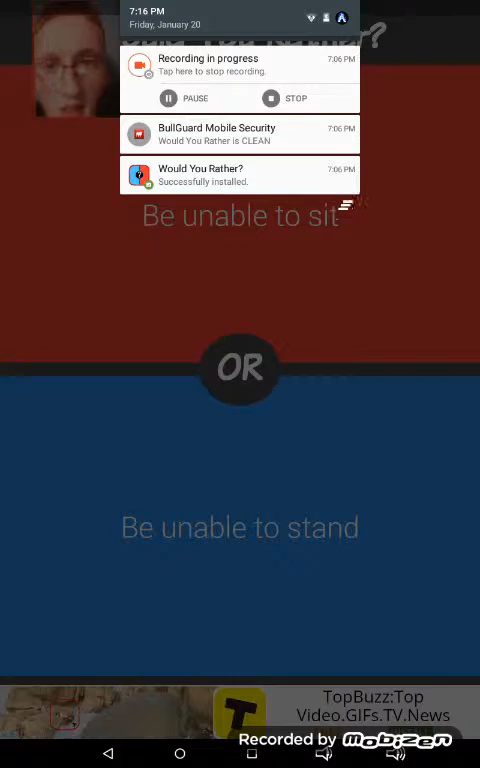 7:16 PM
Friday, January 20
Rather?
Recording in progress 7:06 PM
Tap here to stop recording.
PAUSE STOP
BullGuard Mobile Security 7:06 PM
Would You Rather is CLEAN
Would You Rather? 7:06 PM
Successfully installed.
Be unable to sit
OR
Be unable to stand
T
TopBuzz:Top
Video.GIFs.TV.News
Recorded by mobizen